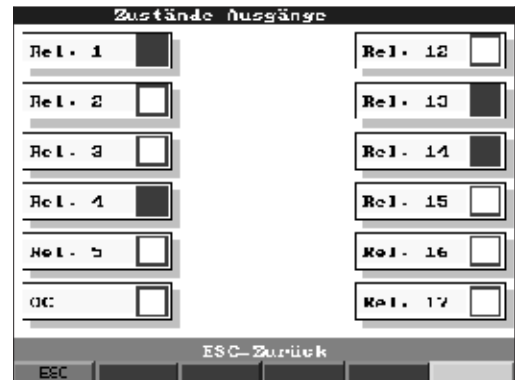 Zustände Ausgänge
Rel. 1
Rel. 2
Rel. 3
Rel. 4
Rel. 5
OC
Rel. 12
Rel. 13
Rel. 14
Rel. 15
Rel. 16
Rel. 17
ESC-Zurück
ESC